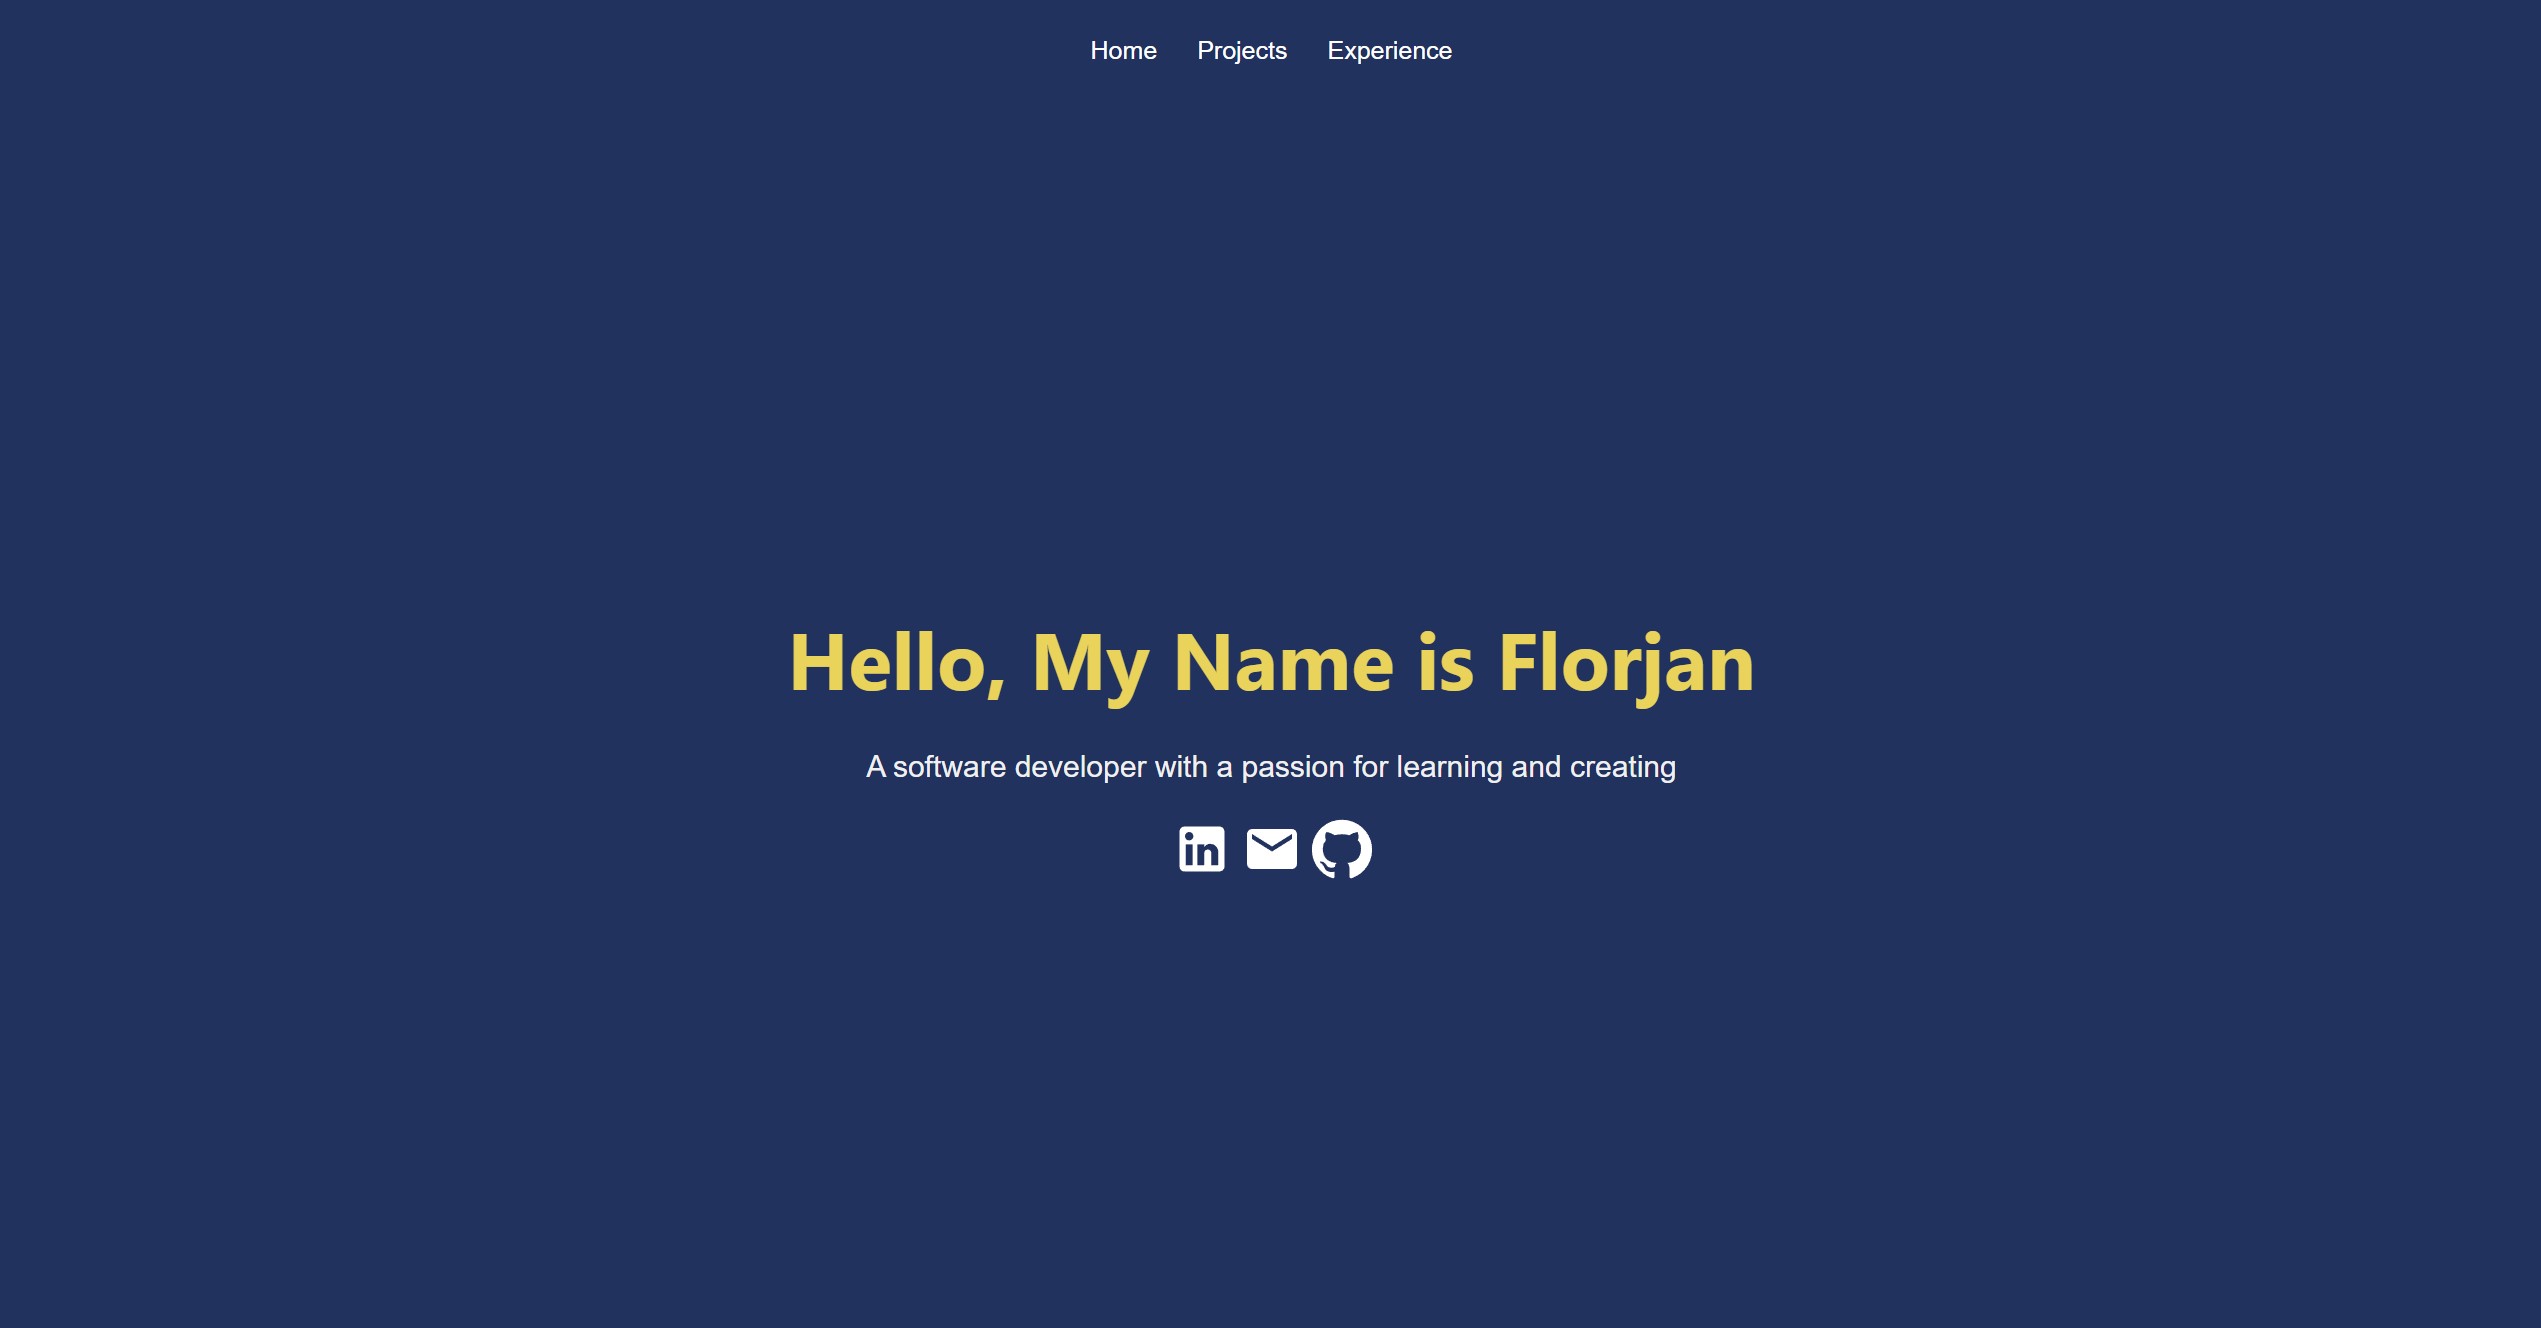 Home Projects Experience
Hello, My Name is Florjan
A software developer with a passion for learning and creating
in